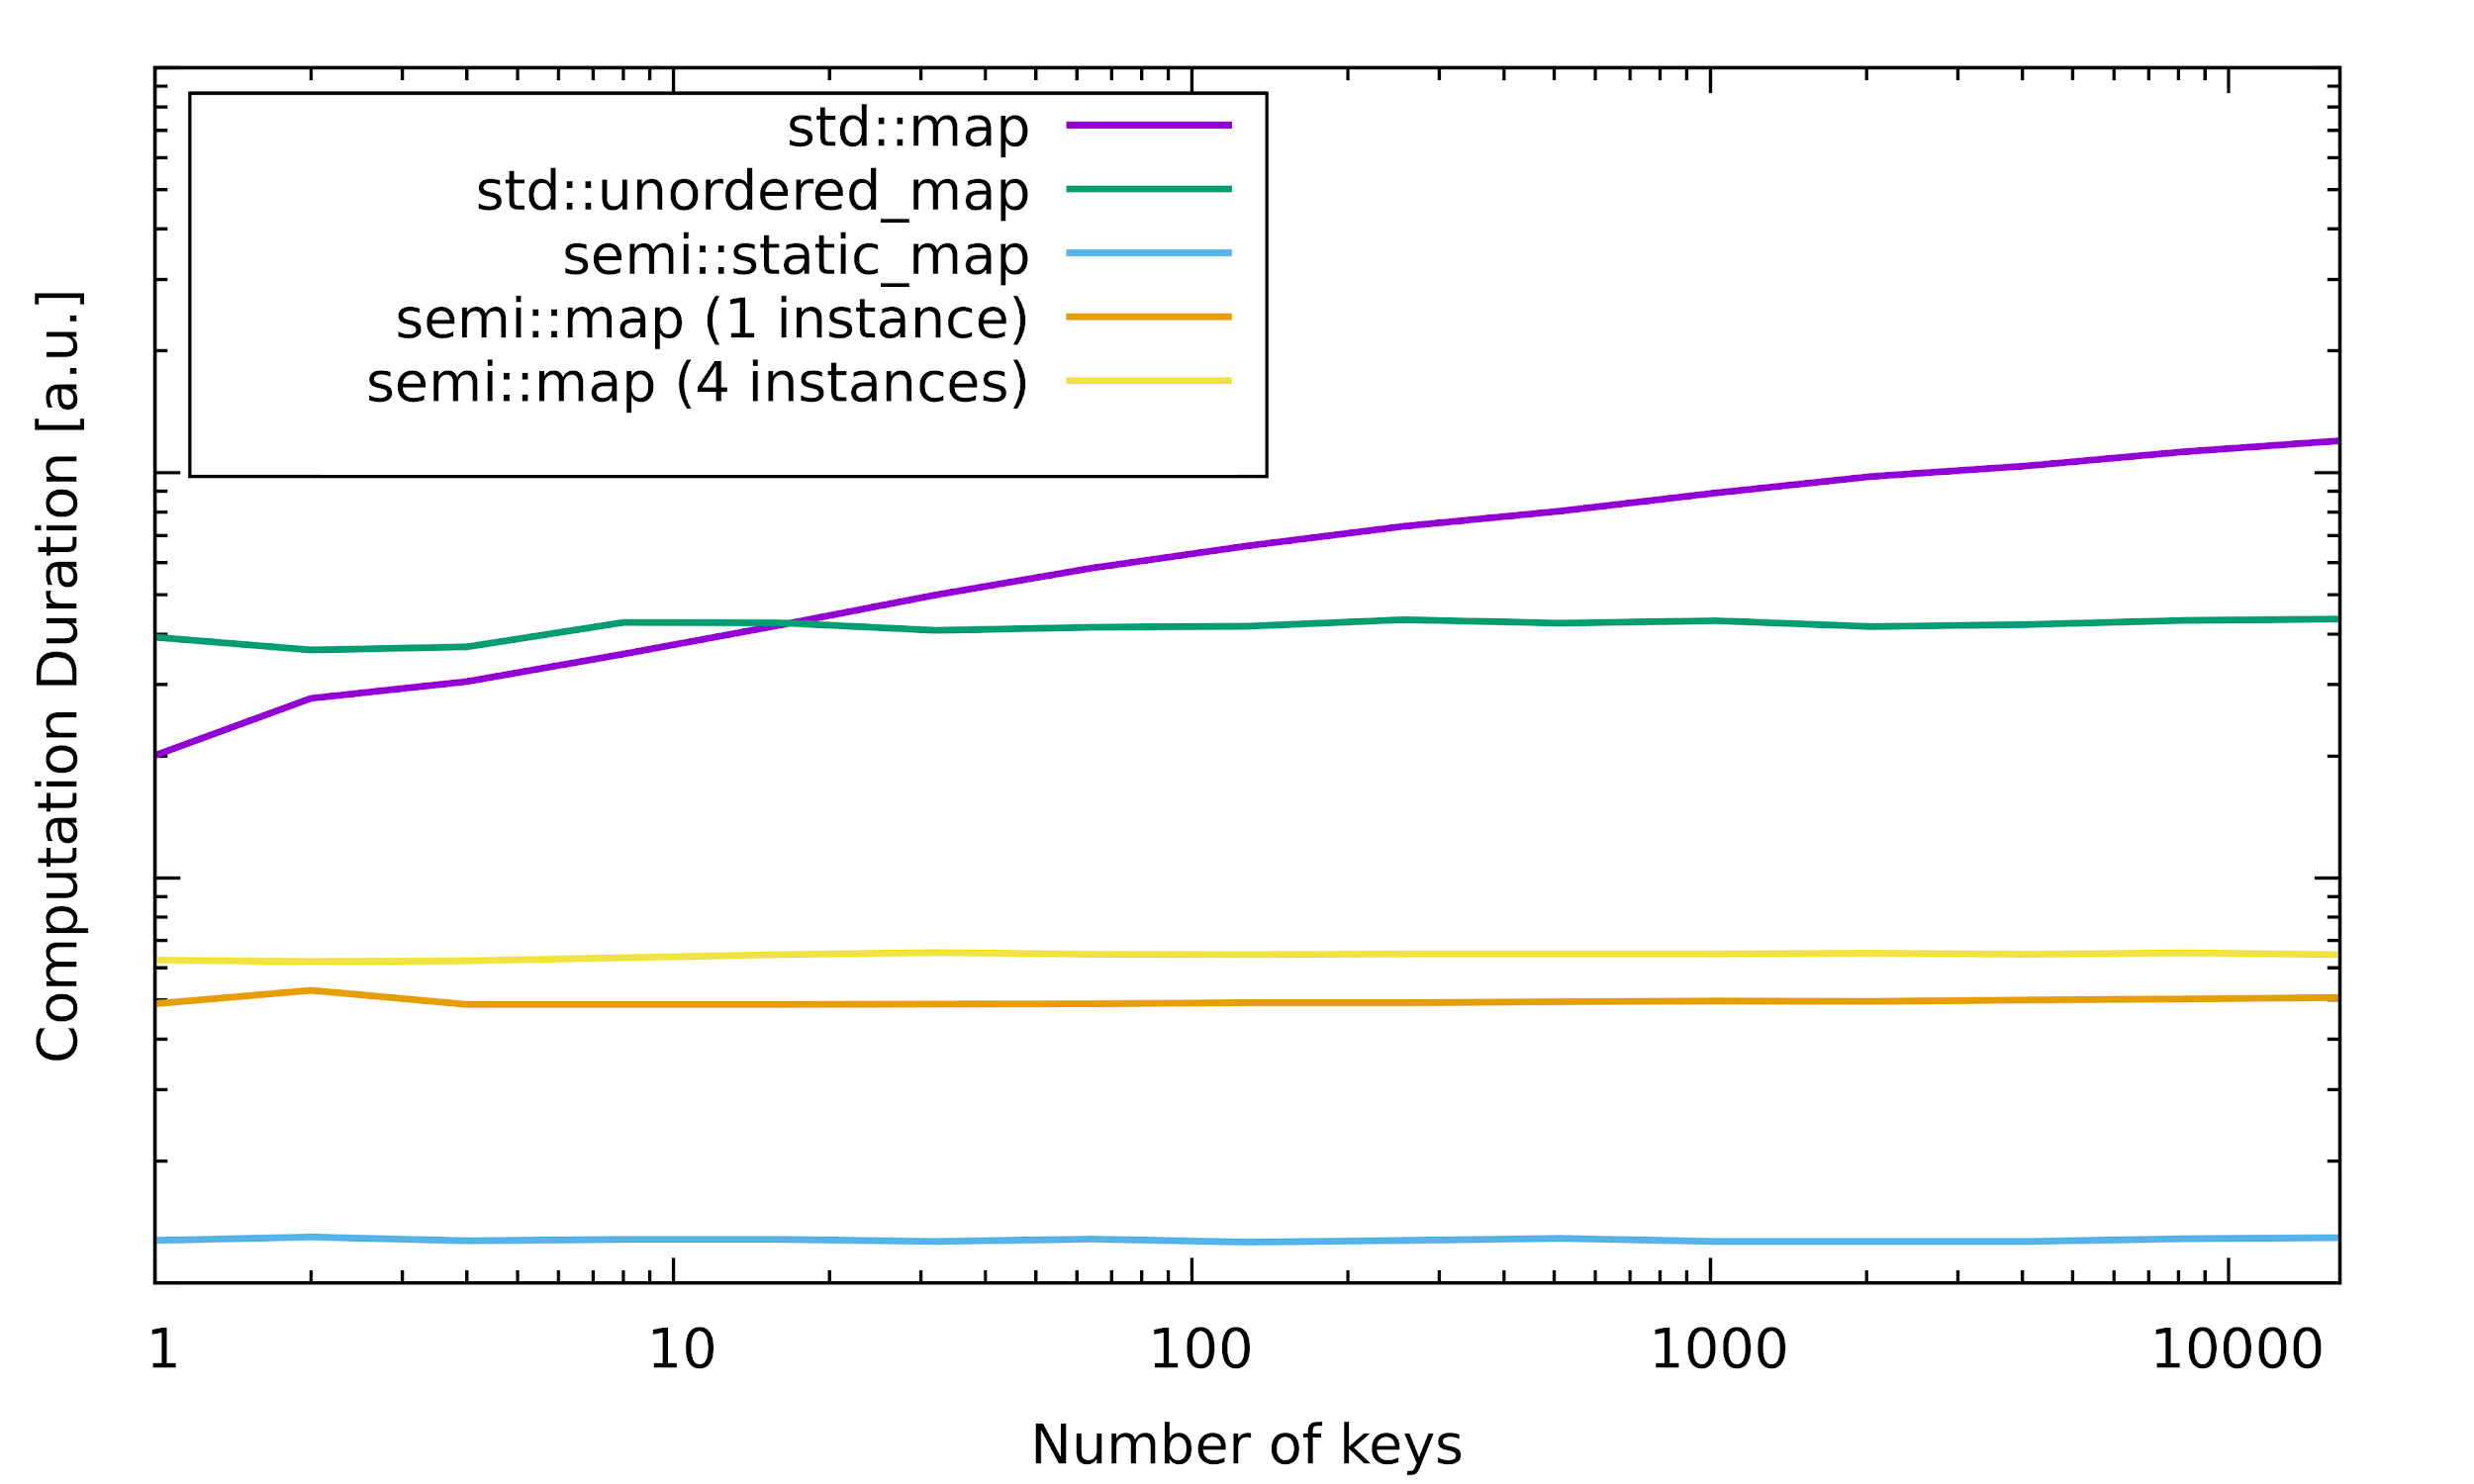 std::map
std::unordered_map
semi::static_map
semi::map (1 instance)
semi::map (4 instances)
Computation Duration [a.u.]
1 10 100 1000 10000
Number of keys